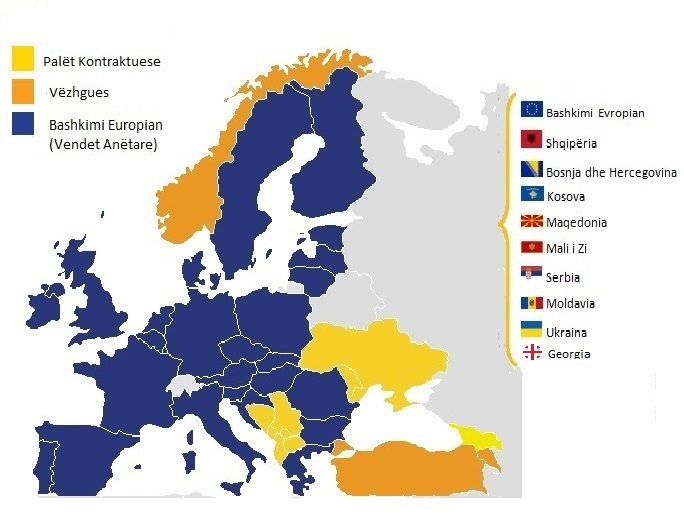 Palët Kontraktuese
Vëzhgues
Bashkimi Europian
(Vendet Anëtare)
Bashkimi Evropian
Shqipëria
Bosnja dhe Hercegovina
Kosova
Maqedonia
Mali i Zi
Serbia
Moldavia
Ukraina
Georgia